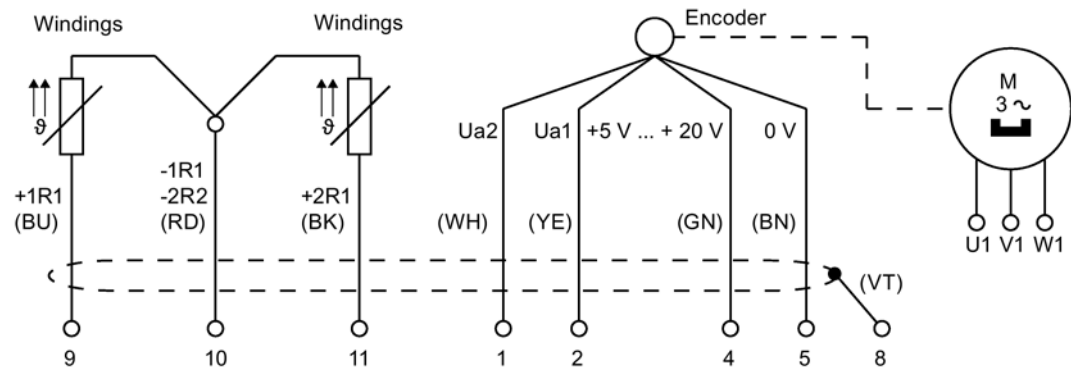 Windings Windings Encoder
M
3 ~
ϑ ϑ
Ua2 Ua1 +5 V ... + 20 V 0 V
-1R1
+1R1 -2R2 +2R1
(BU) (RD) (BK) (WH) (YE) (GN) (BN)
U1 V1 W1
(VT)
9 10 11 1 2 4 5 8